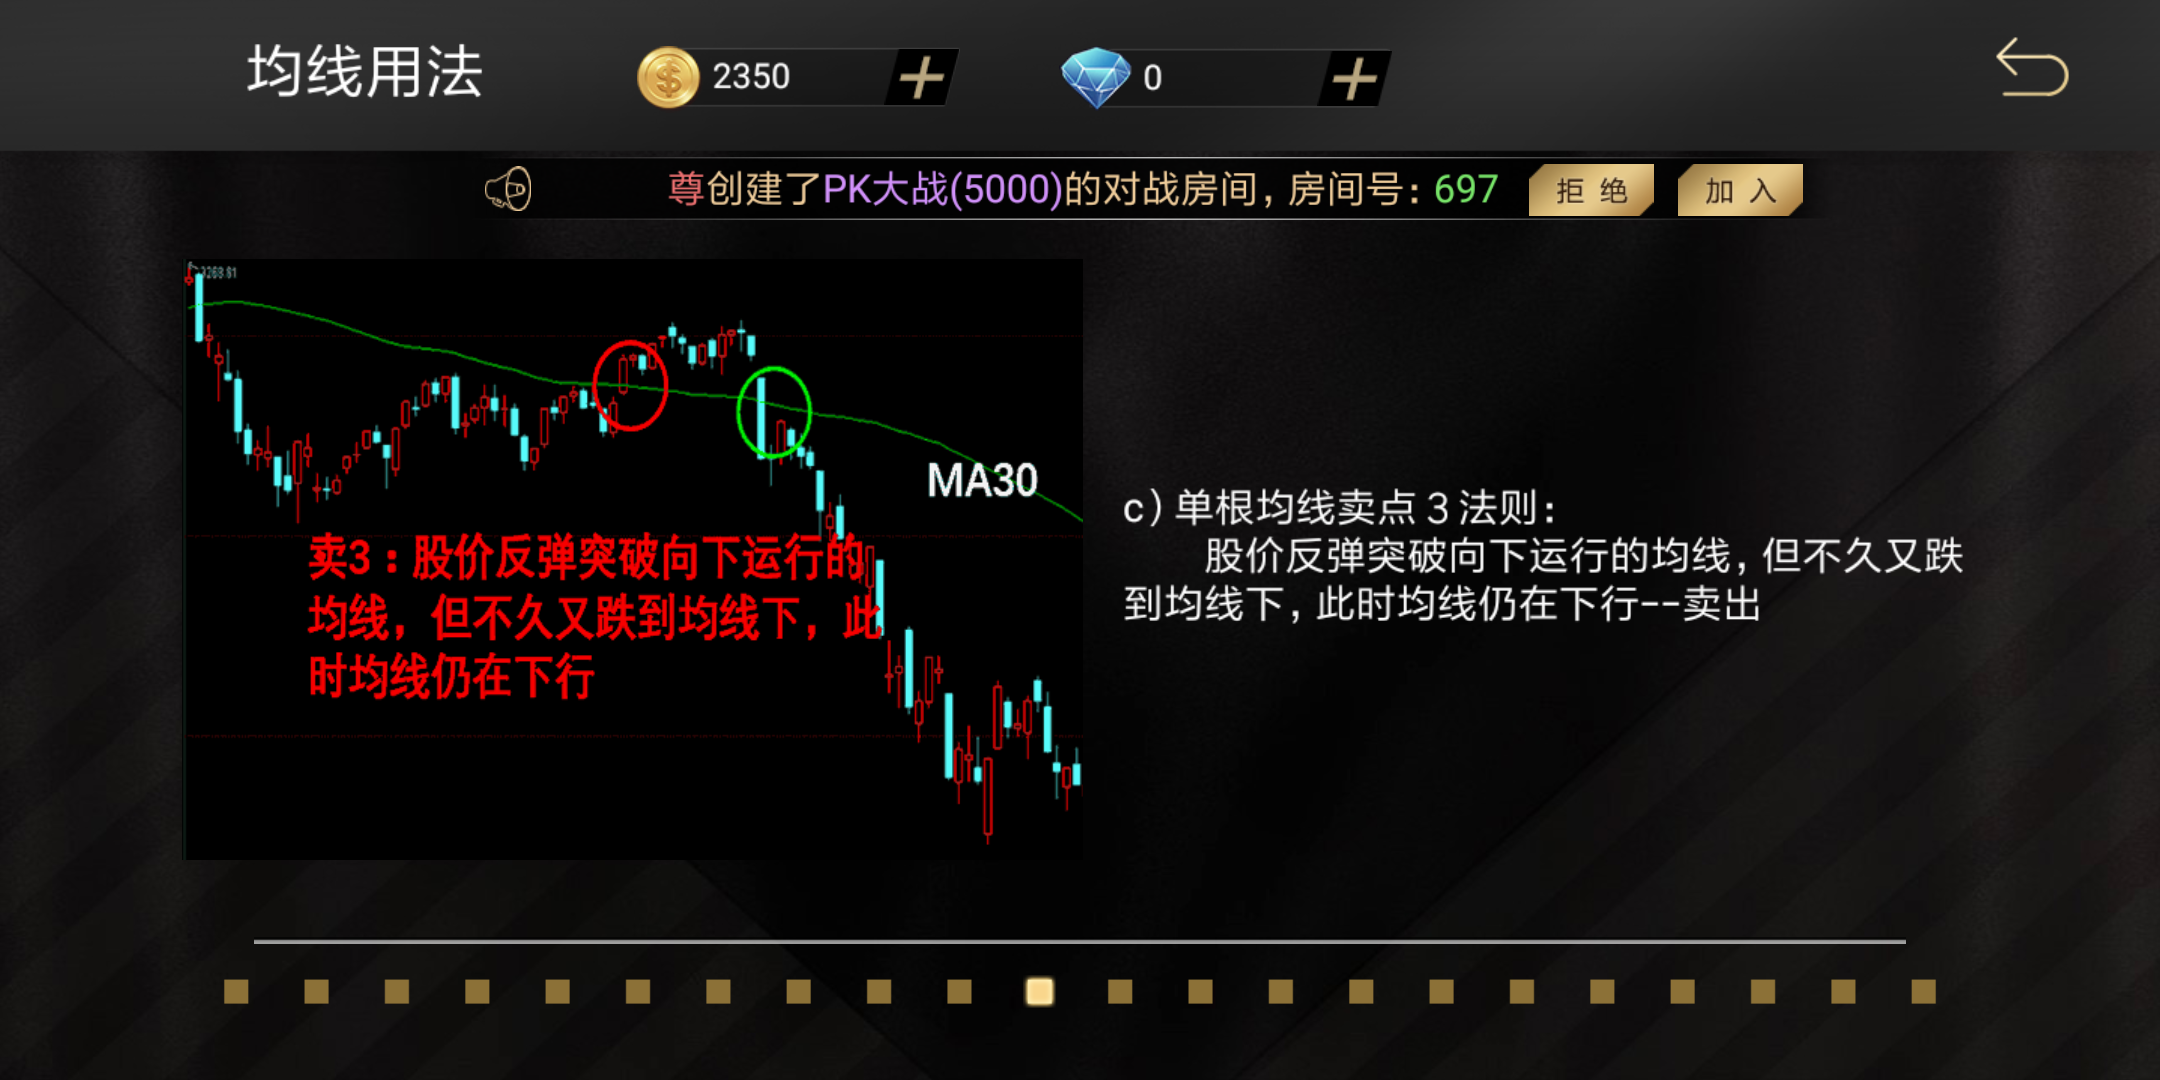 均线用法
2350
0
尊创建了PK大战(5000)的对战房间,房间号:697
拒 绝
加 入
3268.81
MA30
卖3:股价反弹突破向下运行的
均线,但不久又跌到均线下,此
时均线仍在下行
c)单根均线卖点3法则:
股价反弹突破向下运行的均线,但不久又跌
到均线下,此时均线仍在下行--卖出